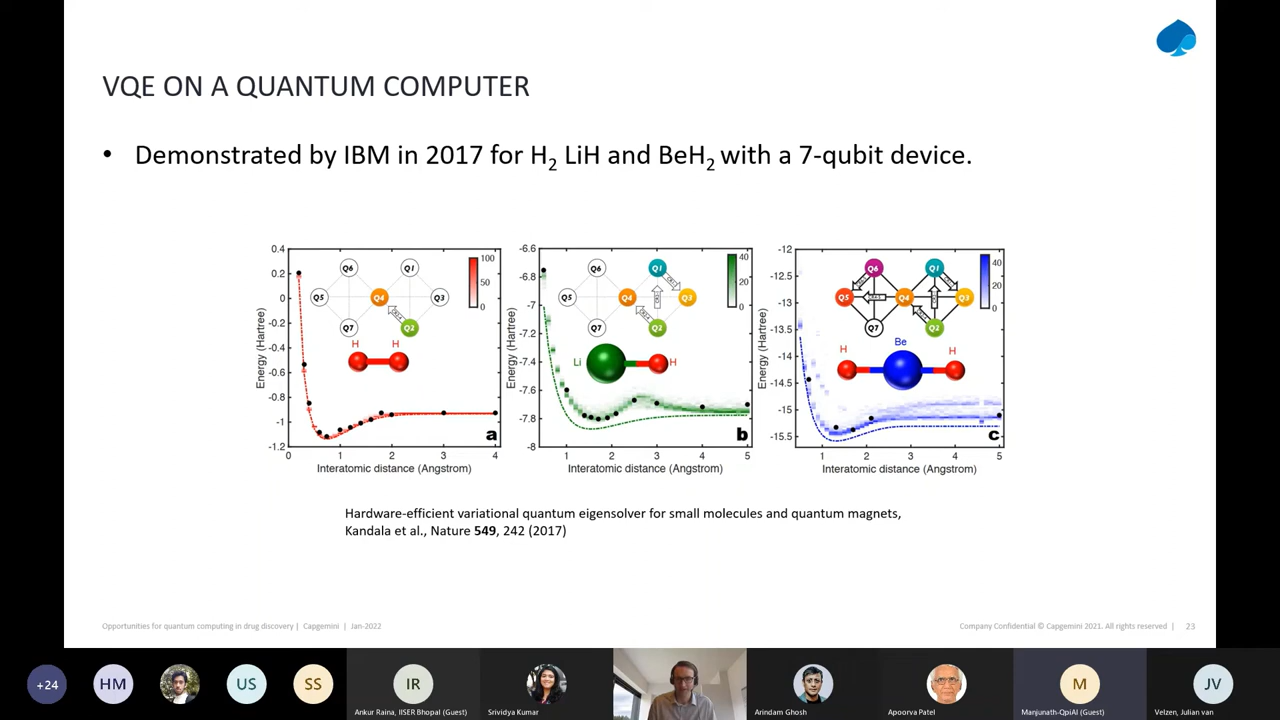 VQE ON A QUANTUM COMPUTER
• Demonstrated by IBM in 2017 for H2 LiH and BeH2 with a 7-qubit device.
0.4
0.2
0
-0.2
-0.4
-0.6
-0.8
-1
-1.2
Energy (Hartree)
Q6 Q1
Q5 Q4 Q3
Q7 Q2
100
50
0
H H
a
0 1 2 3 4
Interatomic distance (Angstrom)
-6.6
-6.8
-7
-7.2
-7.4
-7.6
-7.8
-8
Energy (Hartree)
Q6 Q1
Q5 Q4 Q3
Q7 Q2
40
20
0
Li H
b
1 2 3 4 5
Interatomic distance (Angstrom)
-12
-12.5
-13
-13.5
-14
-14.5
-15
-15.5
Energy (Hartree)
Q6 Q1
Q5 Q4 Q3
Q7 Q2
40
20
0
H Be H
c
1 2 3 4 5
Interatomic distance (Angstrom)
Hardware-efficient variational quantum eigensolver for small molecules and quantum magnets,
Kandala et al., Nature 549, 242 (2017)
Opportunities for quantum computing in drug discovery | Capgemini | Jan-2022
Company Confidential © Capgemini 2021. All rights reserved | 23
+24 HM US SS IR M JV
Ankur Raina, IISER Bhopal (Guest)
Srividya Kumar
Arindam Ghosh
Apoorva Patel
Manjunath-QpiAI (Guest)
Velzen, Julian van